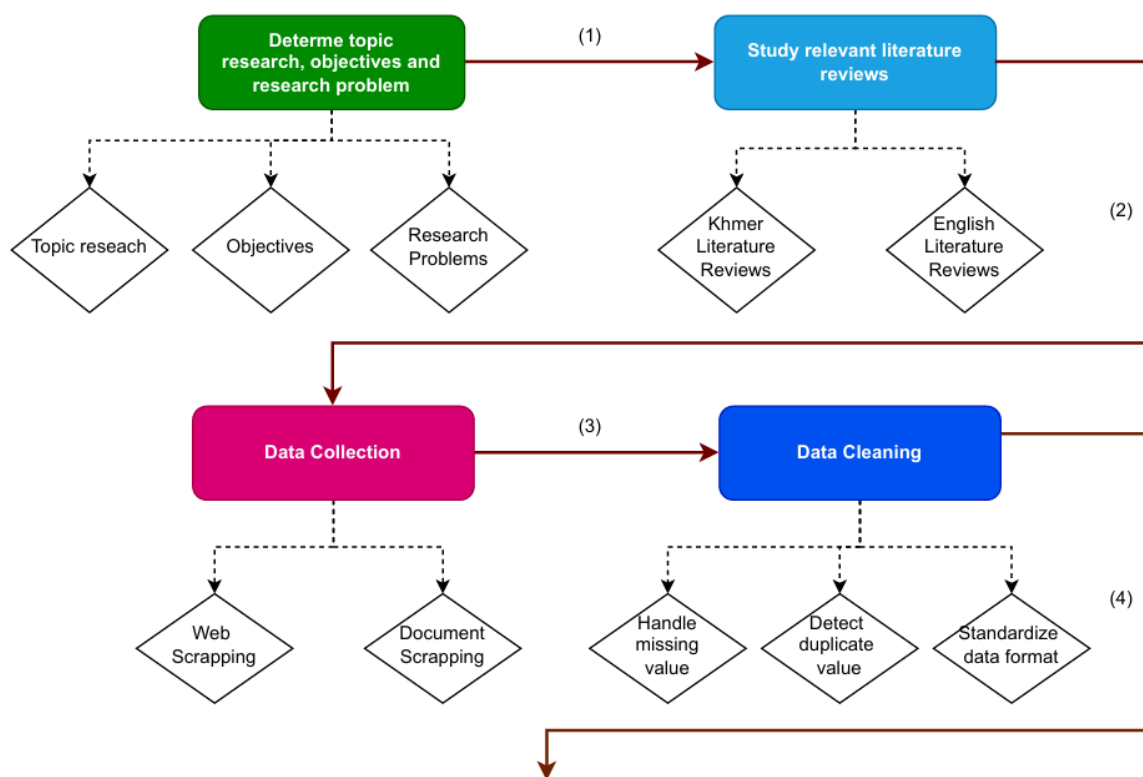 Determe topic
research, objectives and
research problem
(1)
Study relevant literature
reviews
Topic reseach
Objectives
Research
Problems
Khmer
Literature
Reviews
English
Literature
Reviews
(2)
Data Collection
(3)
Data Cleaning
Web
Scrapping
Document
Scrapping
Handle
missing
value
Detect
duplicate
value
Standardize
data format
(4)